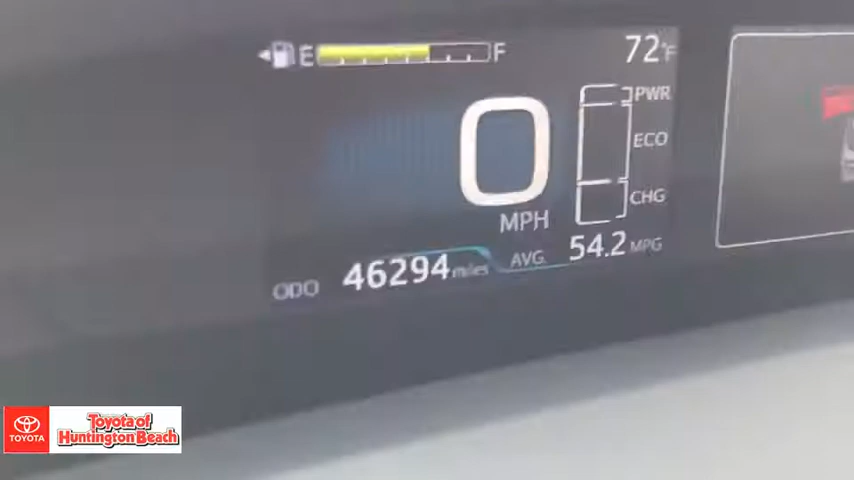 E F 72°F
PWR
0 ECO
MPH CHG
ODO 46294 miles AVG. 54.2 MPG
TOYOTA
Toyota of
Huntington Beach